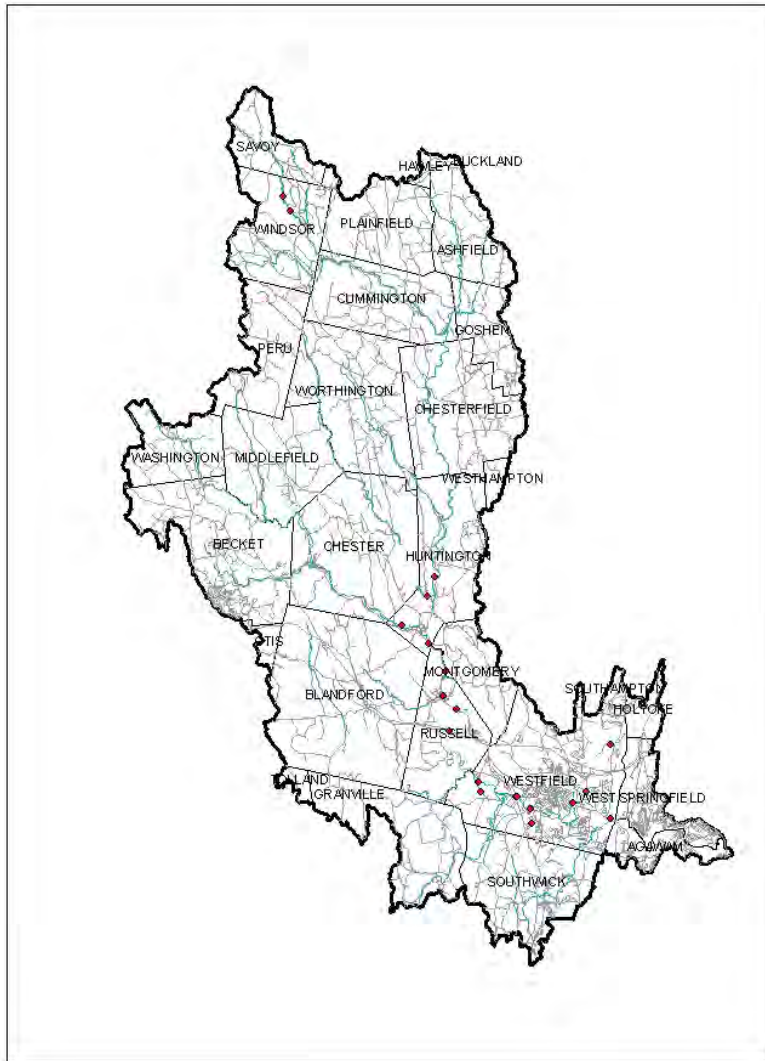 SAVOY
HAWLEY
BUCKLAND
PLAINFIELD
WINDSOR
ASHFIELD
CUMMINGTON
GOSHEN
PERU
WORTHINGTON
CHESTERFIELD
WASHINGTON
MIDDLEFIELD
WESTHAMPTON
BECKET
CHESTER
HUNTINGTON
OTIS
MONTGOMERY
BLANDFORD
SOUTHAMPTON
HOLYOKE
RUSSELL
WESTFIELD
GRANVILLE
WEST SPRINGFIELD
AGAWAM
SOUTHWICK